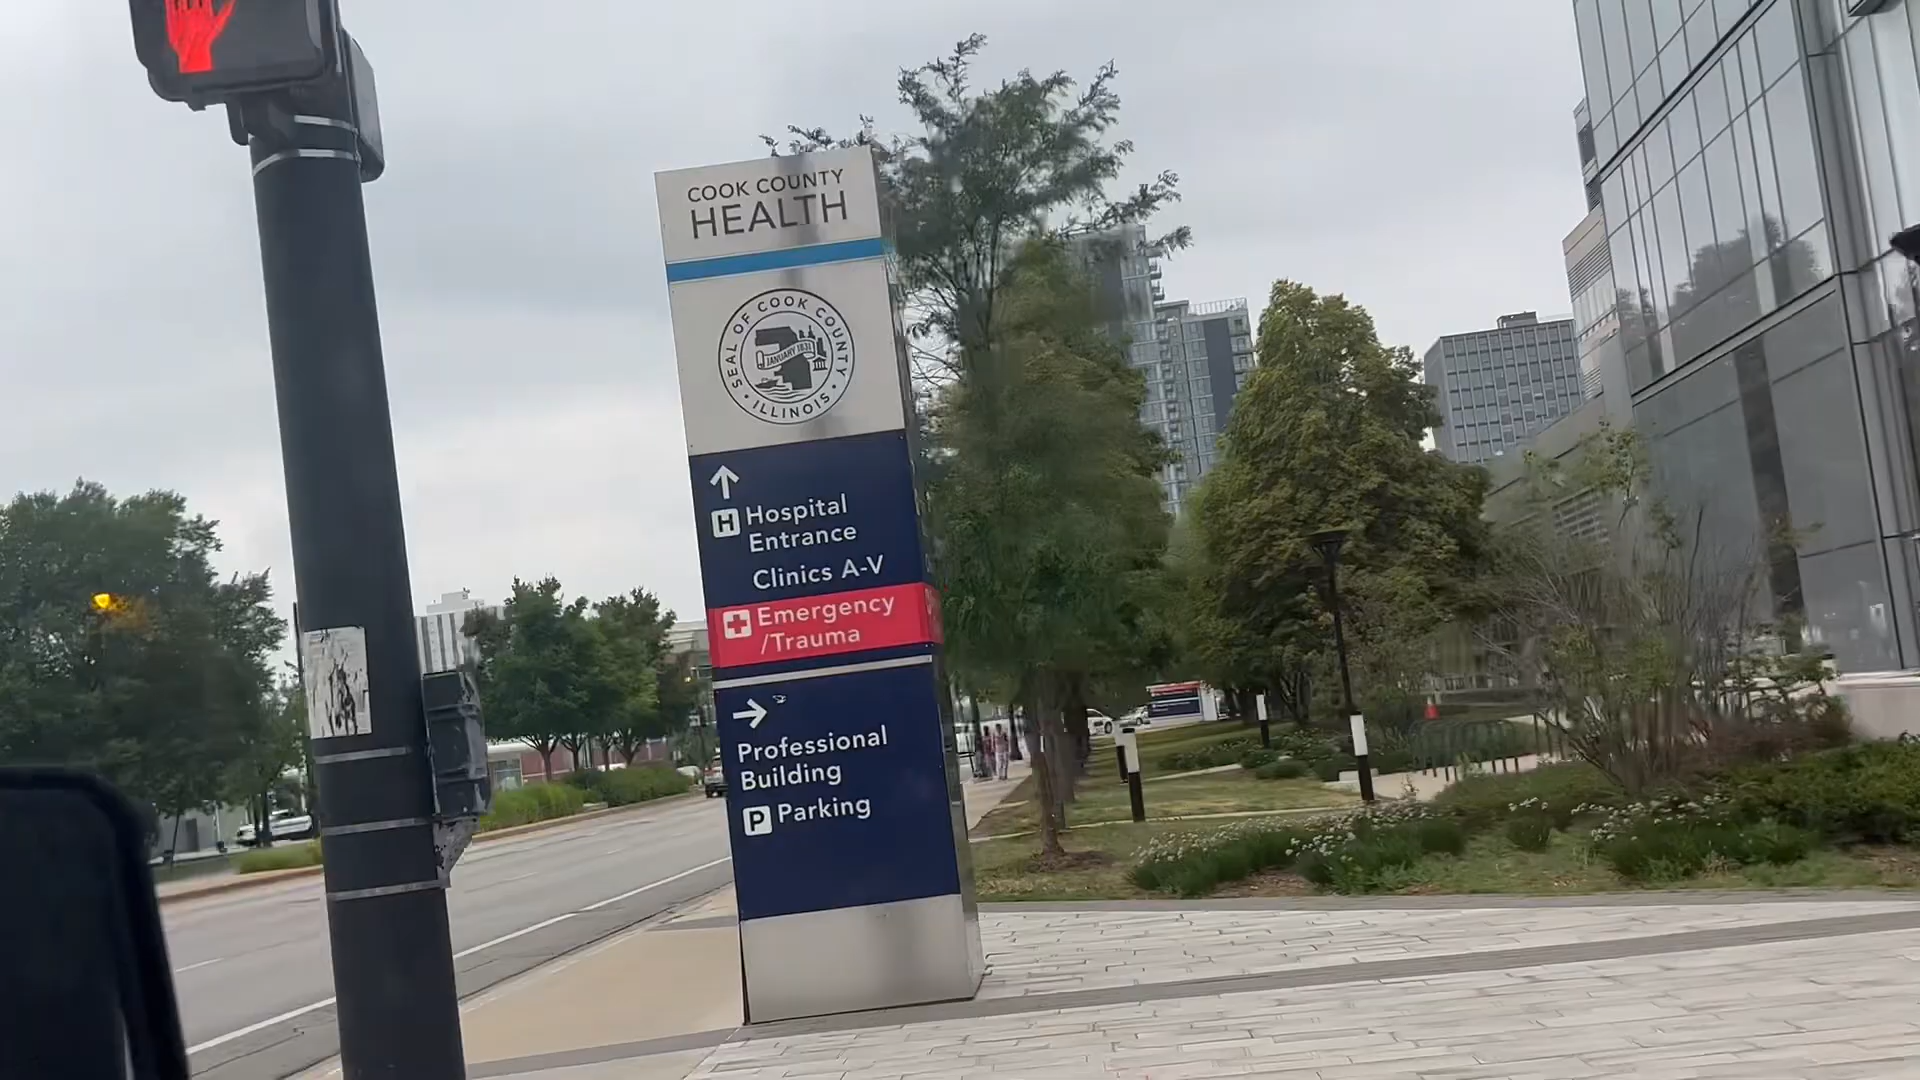 COOK COUNTY
HEALTH
SEAL OF COOK COUNTY
JANUARY 1831
• ILLINOIS •
H Hospital
Entrance
Clinics A-V
Emergency
/Trauma
Professional
Building
P Parking